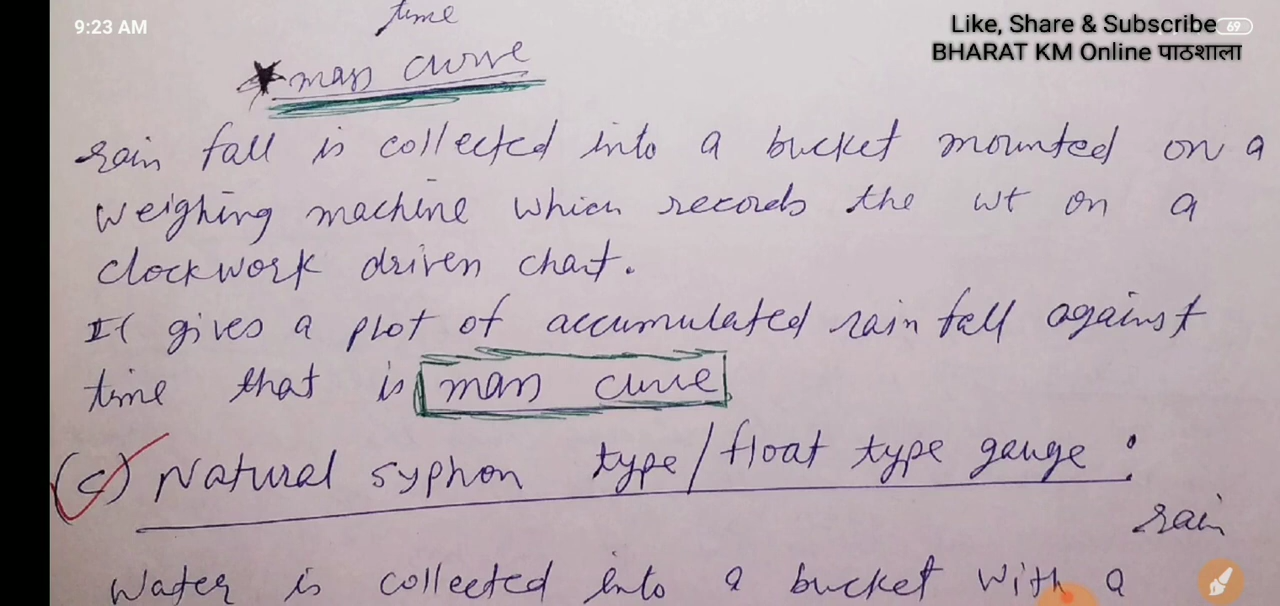 9:23 AM
Like, Share & Subscribe 69
BHARAT KM Online पाठशाला
time
mass curve
rain fall is collected into a bucket mounted on a
weighing machine which records the wt on a
clockwork driven chart.
It gives a plot of accumulated rain fall against
time that is mass curve
(c) Natural syphon type/float type gauge :
rain
water is collected into a bucket with a